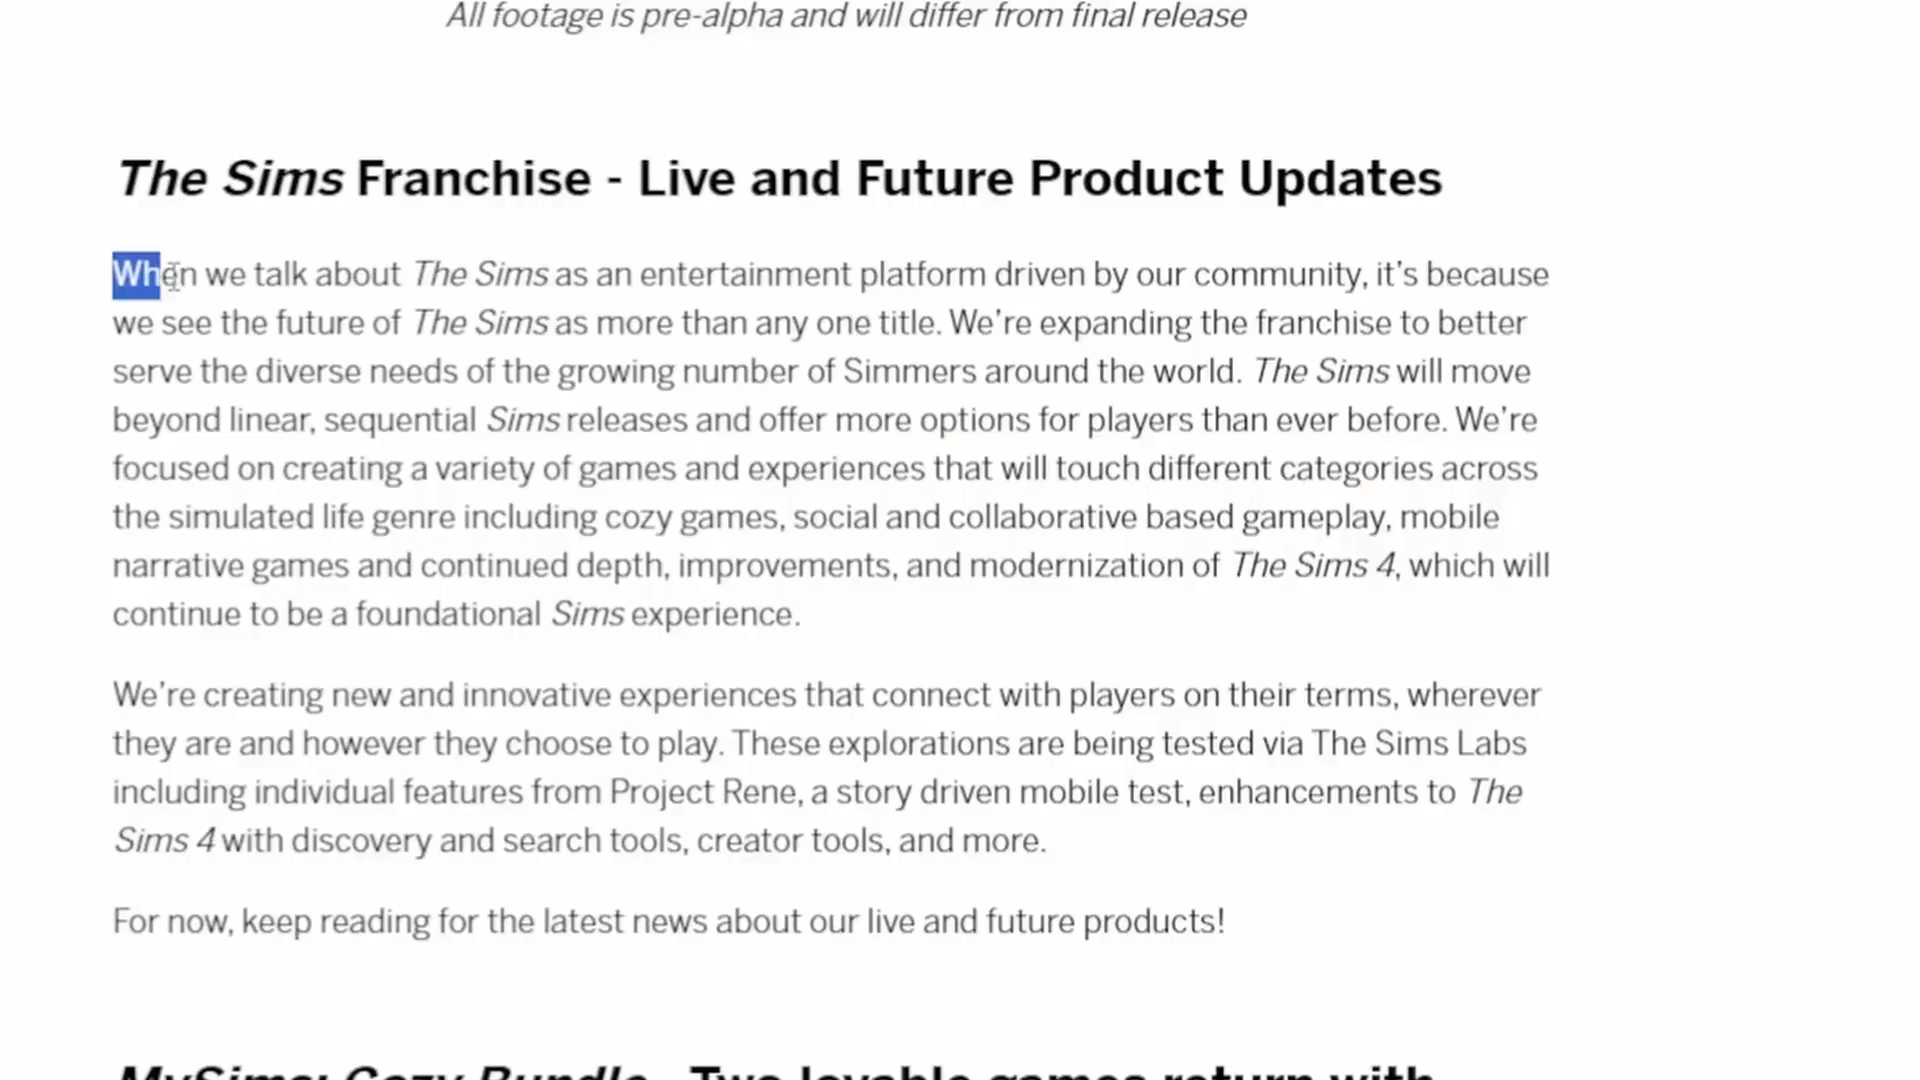 All footage is pre-alpha and will differ from final release
The Sims Franchise - Live and Future Product Updates
When we talk about The Sims as an entertainment platform driven by our community, it’s because
we see the future of The Sims as more than any one title. We’re expanding the franchise to better
serve the diverse needs of the growing number of Simmers around the world. The Sims will move
beyond linear, sequential Sims releases and offer more options for players than ever before. We’re
focused on creating a variety of games and experiences that will touch different categories across
the simulated life genre including cozy games, social and collaborative based gameplay, mobile
narrative games and continued depth, improvements, and modernization of The Sims 4, which will
continue to be a foundational Sims experience.
We’re creating new and innovative experiences that connect with players on their terms, wherever
they are and however they choose to play. These explorations are being tested via The Sims Labs
including individual features from Project Rene, a story driven mobile test, enhancements to The
Sims 4 with discovery and search tools, creator tools, and more.
For now, keep reading for the latest news about our live and future products!
MySims: Cozy Bundle - Two lovable games return with